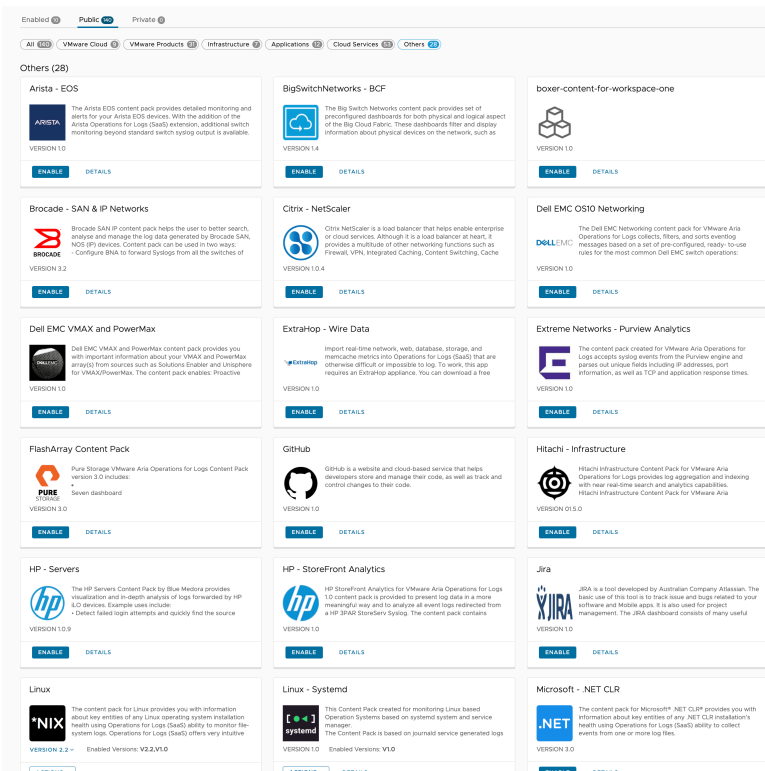 Enabled 10 Public 140 Private 0
All 140 VMware Cloud 9 VMware Products 31 Infrastructure 7 Applications 12 Cloud Services 53 Others 28
Others (28)
Arista - EOS
ARISTA
The Arista EOS content pack provides detailed monitoring and
alerts for your Arista EOS devices. With the addition of the
Arista Operations for Logs (SaaS) extension, additional switch
monitoring beyond standard switch syslog output is available.
VERSION 1.0
ENABLE DETAILS
BigSwitchNetworks - BCF
The Big Switch Networks content pack provides set of
preconfigured dashboards for both physical and logical aspect
of the Big Cloud Fabric. These dashboards filter and display
information about physical devices on the network, such as
VERSION 1.4
ENABLE DETAILS
boxer-content-for-workspace-one
VERSION 1.0
ENABLE DETAILS
Brocade - SAN & IP Networks
BROCADE
Brocade SAN IP content pack helps the user to better search,
analyse and manage the log data generated by Brocade SAN,
NOS (IP) devices. Content pack can be used in two ways:
- Configure BNA to forward Syslogs from all the switches of
VERSION 3.2
ENABLE DETAILS
Citrix - NetScaler
Citrix NetScaler is a load balancer that helps enable enterprise
or cloud services. Although it is a load balancer at heart, it
provides a multitude of other networking functions such as
Firewall, VPN, Integrated Caching, Content Switching, Cache
VERSION 1.0.4
ENABLE DETAILS
Dell EMC OS10 Networking
DELLEMC
The Dell EMC Networking content pack for VMware Aria
Operations for Logs collects, filters, and sorts eventlog
messages based on a set of pre-configured, ready- to-use
rules for the most common Dell EMC switch operations:
VERSION 1.0
ENABLE DETAILS
Dell EMC VMAX and PowerMax
DELLEMC
Dell EMC VMAX and PowerMax content pack provides you
with important information about your VMAX and PowerMax
array(s) from sources such as Solutions Enabler and Unisphere
for VMAX/PowerMax. The content pack enables: Proactive
VERSION 1.0
ENABLE DETAILS
ExtraHop - Wire Data
ExtraHop
Import real-time network, web, database, storage, and
memcache metrics into Operations for Logs (SaaS) that are
otherwise difficult or impossible to log. To work, this app
requires an ExtraHop appliance. You can download a free
VERSION 1.0
ENABLE DETAILS
Extreme Networks - Purview Analytics
The content pack created for VMware Aria Operations for
Logs accepts syslog events from the Purview engine and
parses out unique fields including IP addresses, port
information, as well as TCP and application response times.
VERSION 1.0
ENABLE DETAILS
FlashArray Content Pack
PURE
STORAGE
Pure Storage VMware Aria Operations for Logs Content Pack
version 3.0 includes:
•
Seven dashboard
VERSION 3.0
ENABLE DETAILS
GitHub
GitHub is a website and cloud-based service that helps
developers store and manage their code, as well as track and
control changes to their code.
VERSION 1.0
ENABLE DETAILS
Hitachi - Infrastructure
Hitachi Infrastructure Content Pack for VMware Aria
Operations for Logs provides log aggregation and indexing
with near real-time search and analytics capabilities.
Hitachi Infrastructure Content Pack for VMware Aria
VERSION 01.5.0
ENABLE DETAILS
HP - Servers
hp
The HP Servers Content Pack by Blue Medora provides
visualization and in-depth analysis of logs forwarded by HP
iLO devices. Example uses include:
• Detect failed login attempts and quickly find the source
VERSION 1.0.9
ENABLE DETAILS
HP - StoreFront Analytics
hp
HP StoreFront Analytics for VMware Aria Operations for Logs
1.0 content pack is provided to present log data in a more
meaningful way and to analyze all event logs redirected from
a HP 3PAR StoreServ Syslog. The content pack contains
VERSION 1.0
ENABLE DETAILS
Jira
JIRA
JIRA is a tool developed by Australian Company Atlassian. The
basic use of this tool is to track issue and bugs related to your
software and Mobile apps. It is also used for project
management. The JIRA dashboard consists of many useful
VERSION 1.0
ENABLE DETAILS
Linux
*NIX
The content pack for Linux provides you with information
about key entities of any Linux operating system installation
health using Operations for Logs (SaaS) ability to monitor file-
system logs. Operations for Logs (SaaS) offers very intuitive
VERSION 2.2 Enabled Versions: V2.2,V1.0
Linux - Systemd
systemd
This Content Pack created for monitoring Linux based
Operation Systems based on systemd system and service
manager.
The Content Pack is based on journald service generated logs
VERSION 1.0 Enabled Versions: V1.0
Microsoft - .NET CLR
.NET
The content pack for Microsoft® .NET CLR® provides you with
information about key entities of any .NET CLR installation's
health using Operations for Logs (SaaS) ability to collect
events from one or more log files.
VERSION 3.0